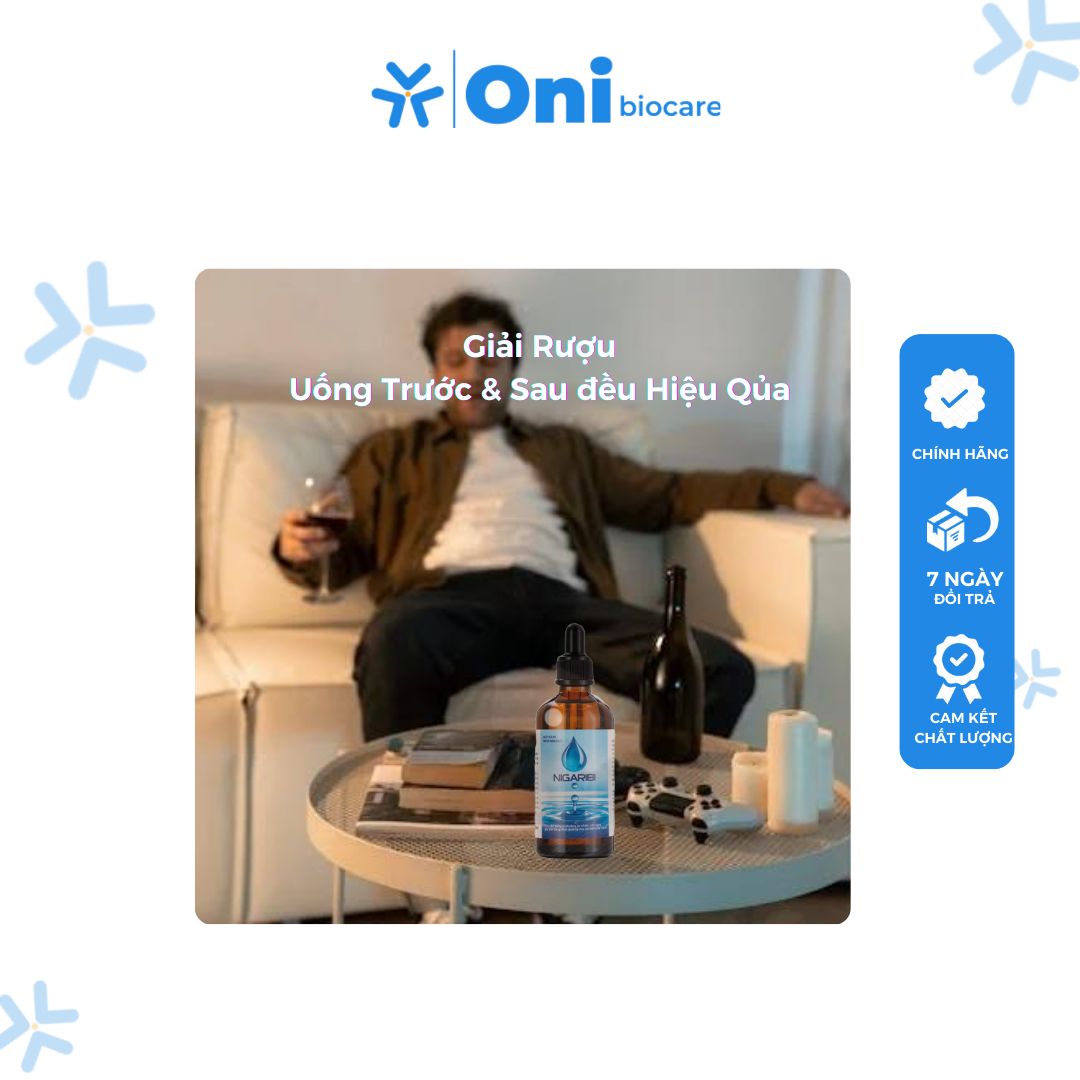 Oni biocare
Giải Rượu
Uống Trước & Sau đều Hiệu Qủa
CHÍNH HÃNG
7 NGÀY
ĐỔI TRẢ
CAM KẾT
CHẤT LƯỢNG
NIGARIBI